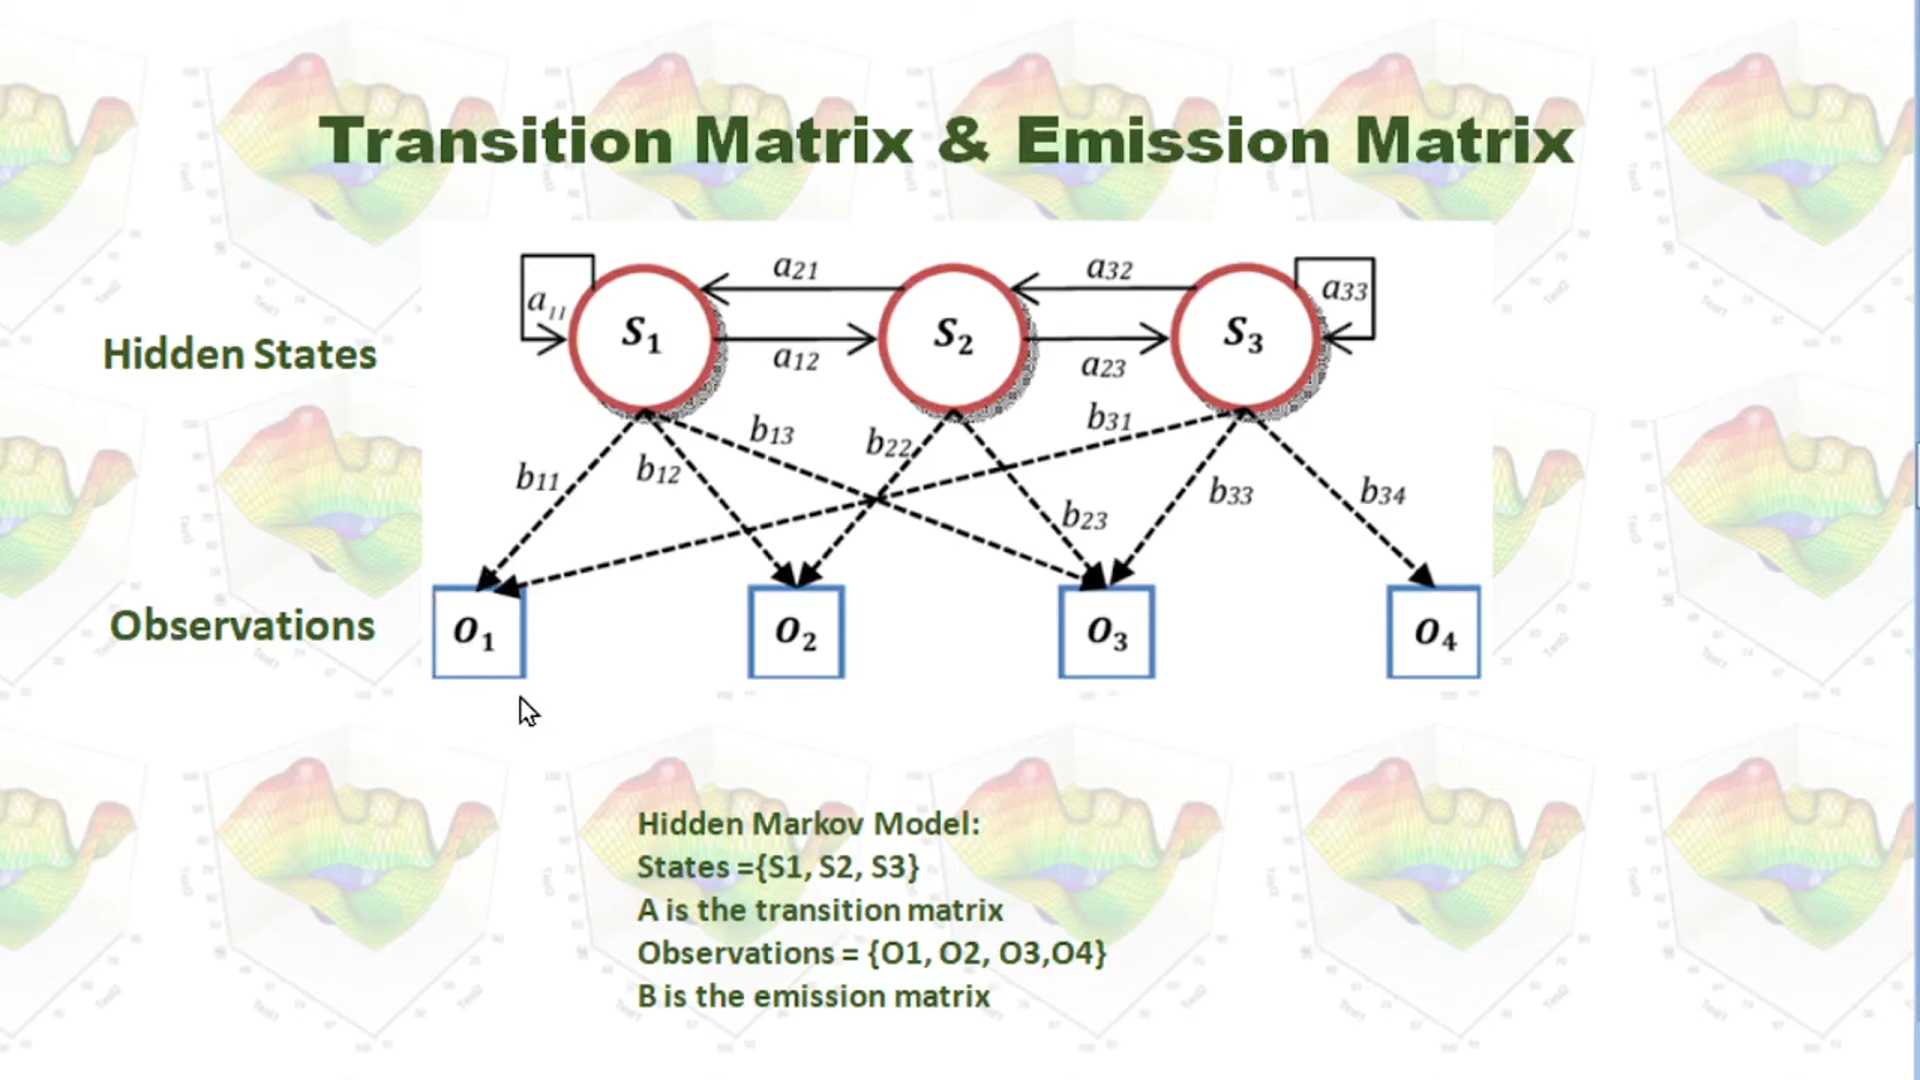 Transition Matrix & Emission Matrix
a21 a32
a11 a33
S1 S2 S3
Hidden States
a12 a23
b13 b22 b31
b11 b12 b23 b33 b34
Observations
O1 O2 O3 O4
Hidden Markov Model:
States ={S1, S2, S3}
A is the transition matrix
Observations = {O1, O2, O3,O4}
B is the emission matrix